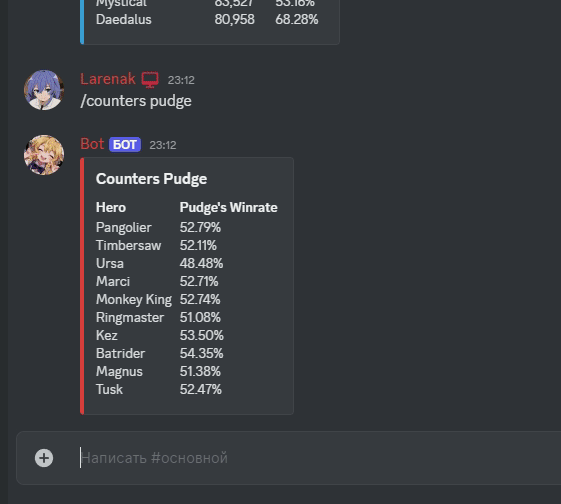 Mystical 83,527 53.16%
Daedalus 80,958 68.28%
Larenak 23:12
/counters pudge
Bot БОТ 23:12
Counters Pudge
Hero Pudge's Winrate
Pangolier 52.79%
Timbersaw 52.11%
Ursa 48.48%
Marci 52.71%
Monkey King 52.74%
Ringmaster 51.08%
Kez 53.50%
Batrider 54.35%
Magnus 51.38%
Tusk 52.47%
Написать #основной